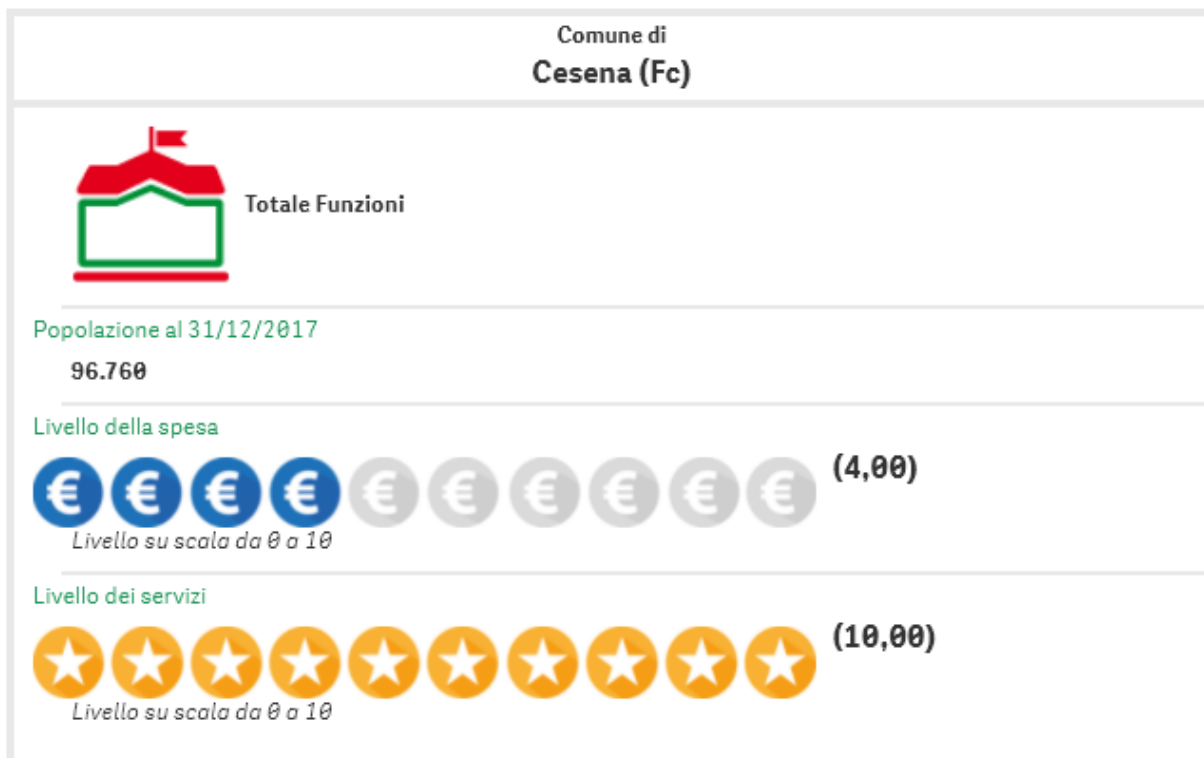 Comune di
Cesena (Fc)
Totale Funzioni
Popolazione al 31/12/2017
96.760
Livello della spesa
€ € € € € € € € € € (4,00)
Livello su scala da 0 a 10
Livello dei servizi
(10,00)
Livello su scala da 0 a 10